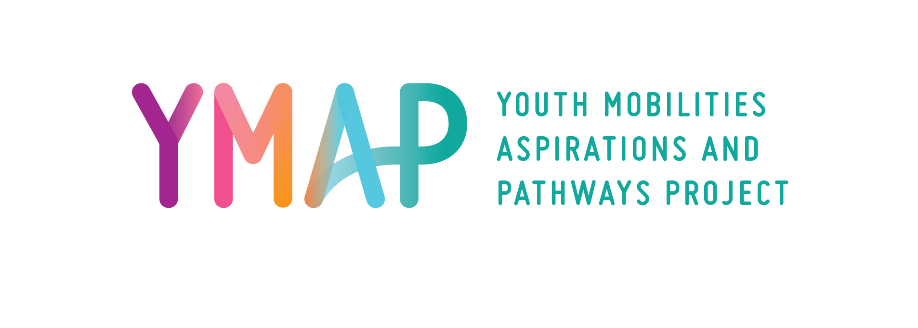 YMAP
YOUTH MOBILITIES
ASPIRATIONS AND
PATHWAYS PROJECT